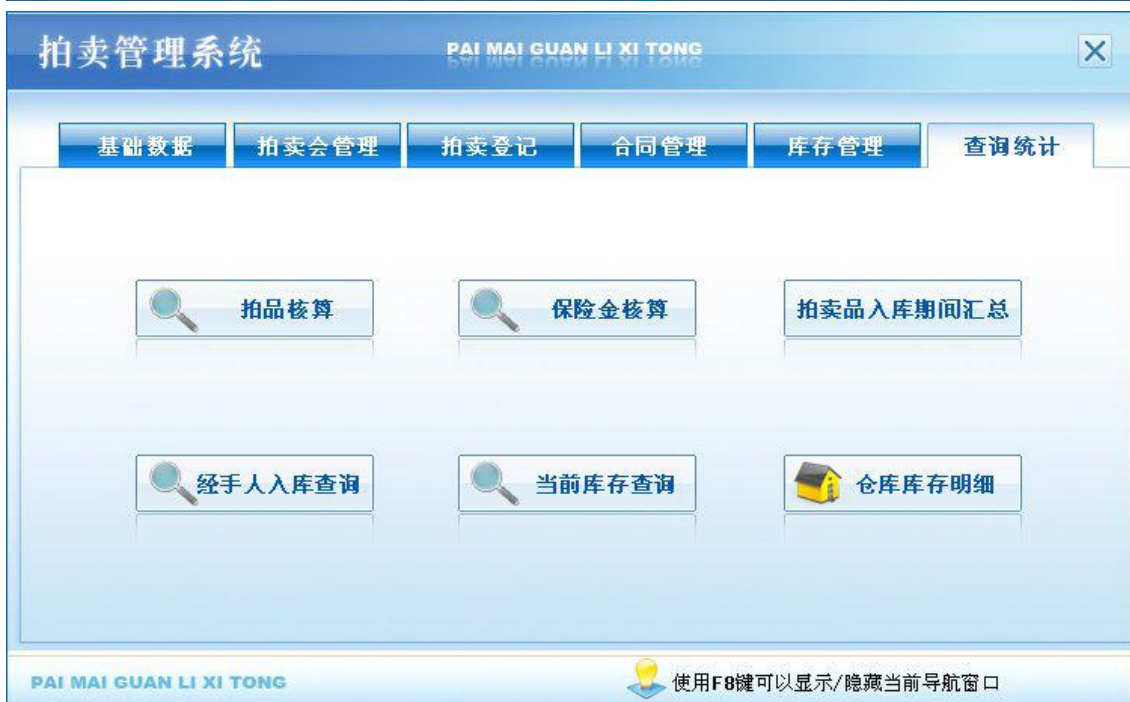 拍卖管理系统
PAI MAI GUAN LI XI TONG
基础数据
拍卖会管理
拍卖登记
合同管理
库存管理
查询统计
拍品核算
保险金核算
拍卖品入库期间汇总
经手人入库查询
当前库存查询
仓库库存明细
PAI MAI GUAN LI XI TONG
使用F8键可以显示/隐藏当前导航窗口